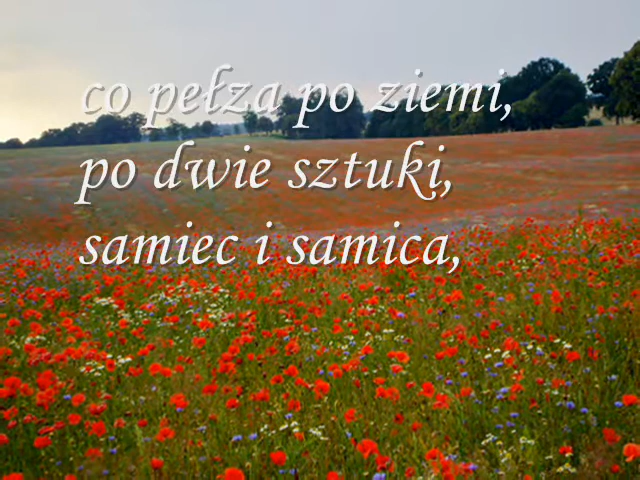 co pełza po ziemi,
po dwie sztuki,
samiec i samica,